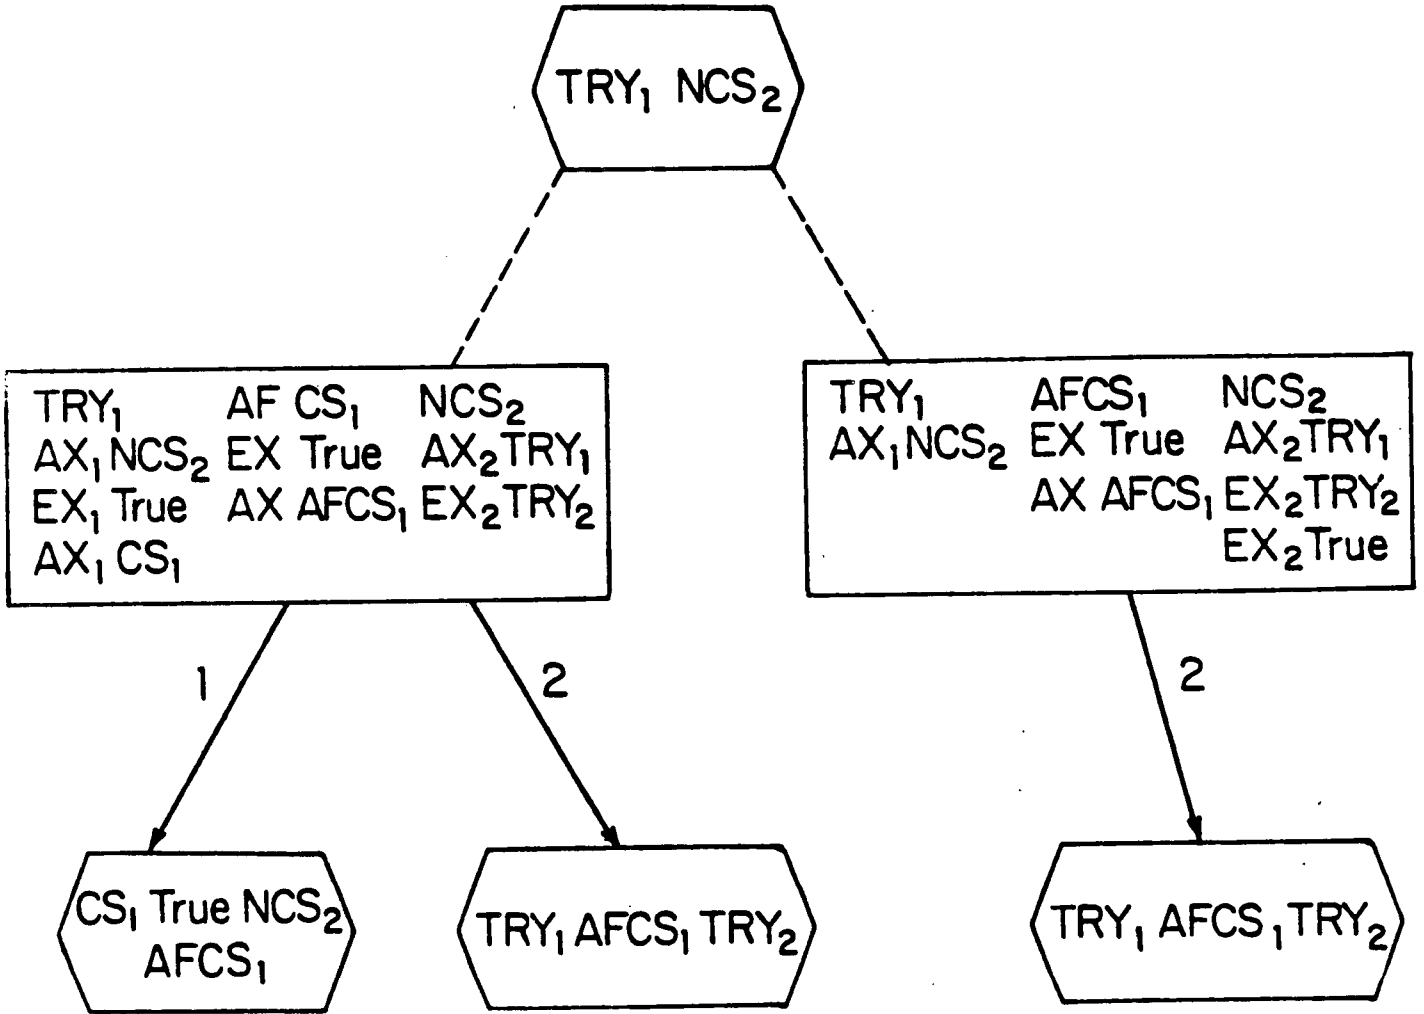 TRY₁ NCS₂
TRY₁ AF CS₁ NCS₂
AX₁ NCS₂ EX True AX₂ TRY₁
EX₁ True AX AFCS₁ EX₂ TRY₂
AX₁ CS₁
TRY₁ AFCS₁ NCS₂
AX₁ NCS₂ EX True AX₂ TRY₁
AX AFCS₁ EX₂ TRY₂
EX₂ True
1
2
2
CS₁ True NCS₂
AFCS₁
TRY₁ AFCS₁ TRY₂
TRY₁ AFCS₁ TRY₂